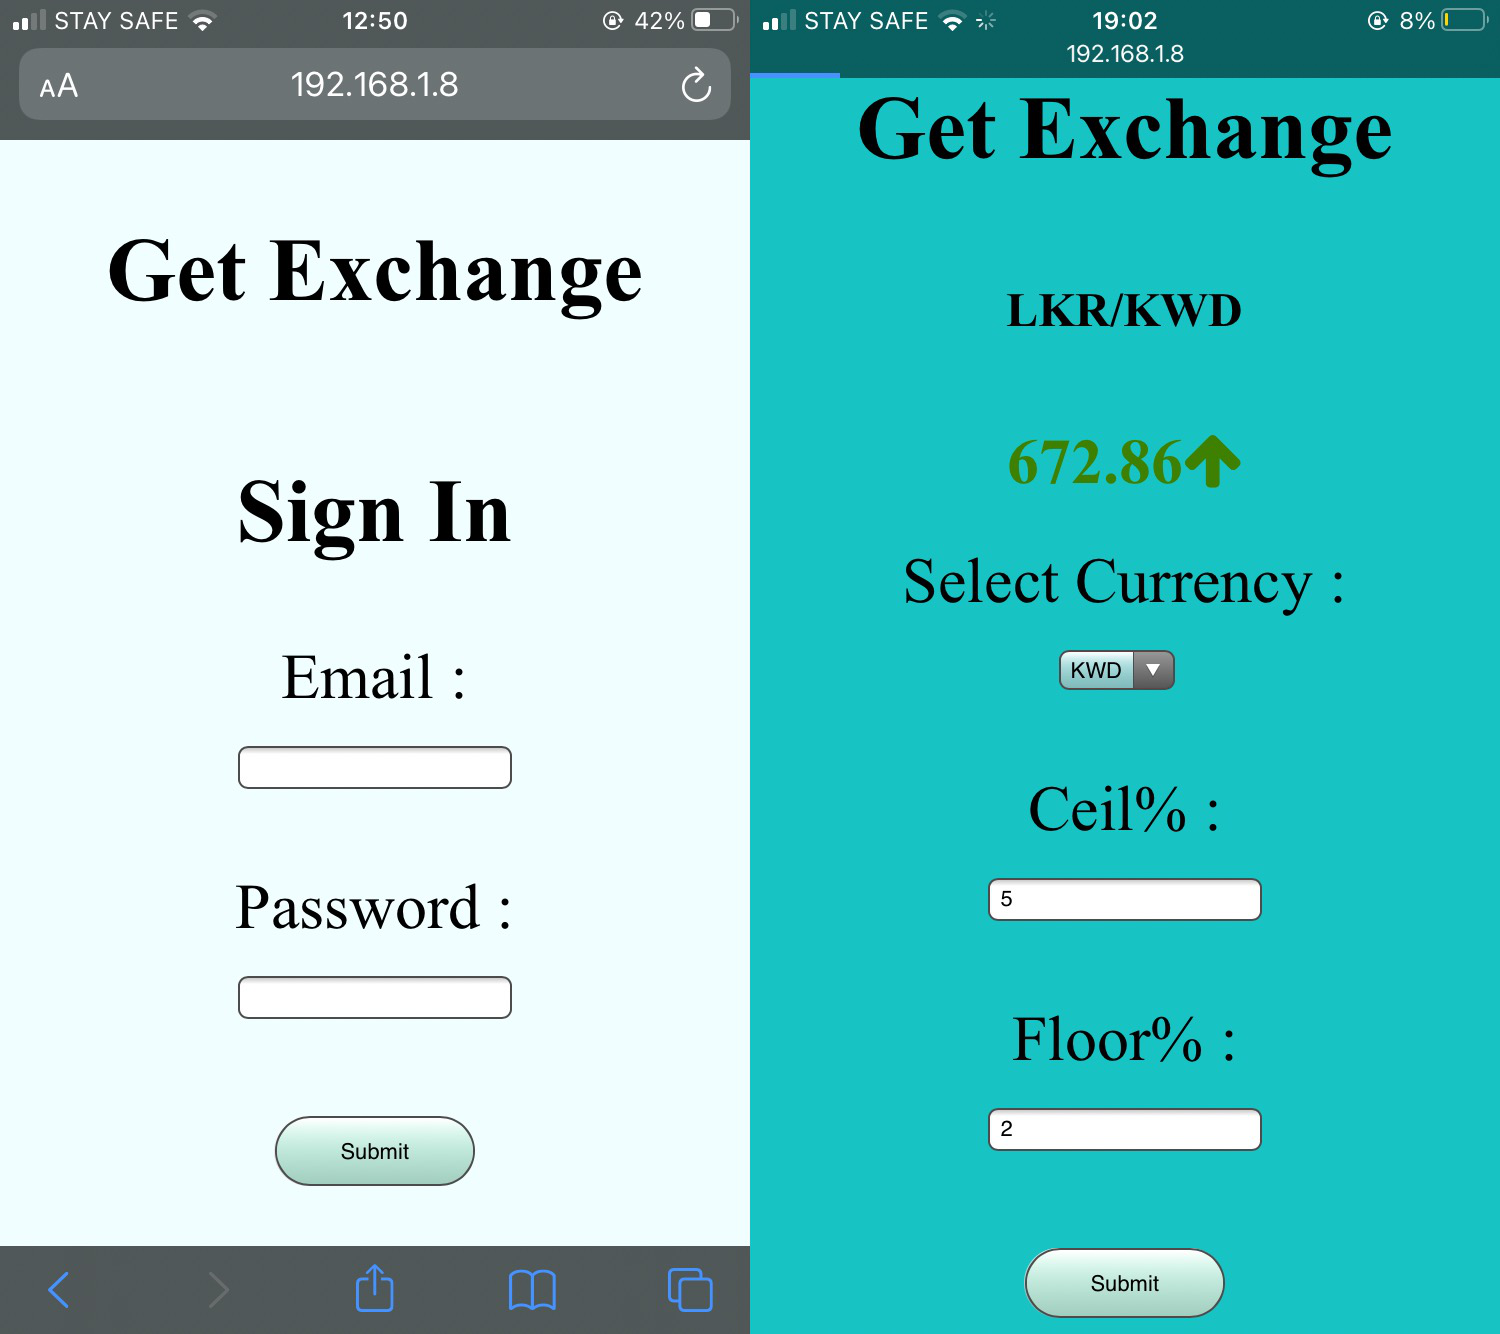 STAY SAFE 12:50 42%
AA 192.168.1.8
Get Exchange
Sign In
Email :
Password :
Submit
STAY SAFE 19:02 8%
192.168.1.8
Get Exchange
LKR/KWD
672.86
Select Currency :
KWD
Ceil% :
5
Floor% :
2
Submit